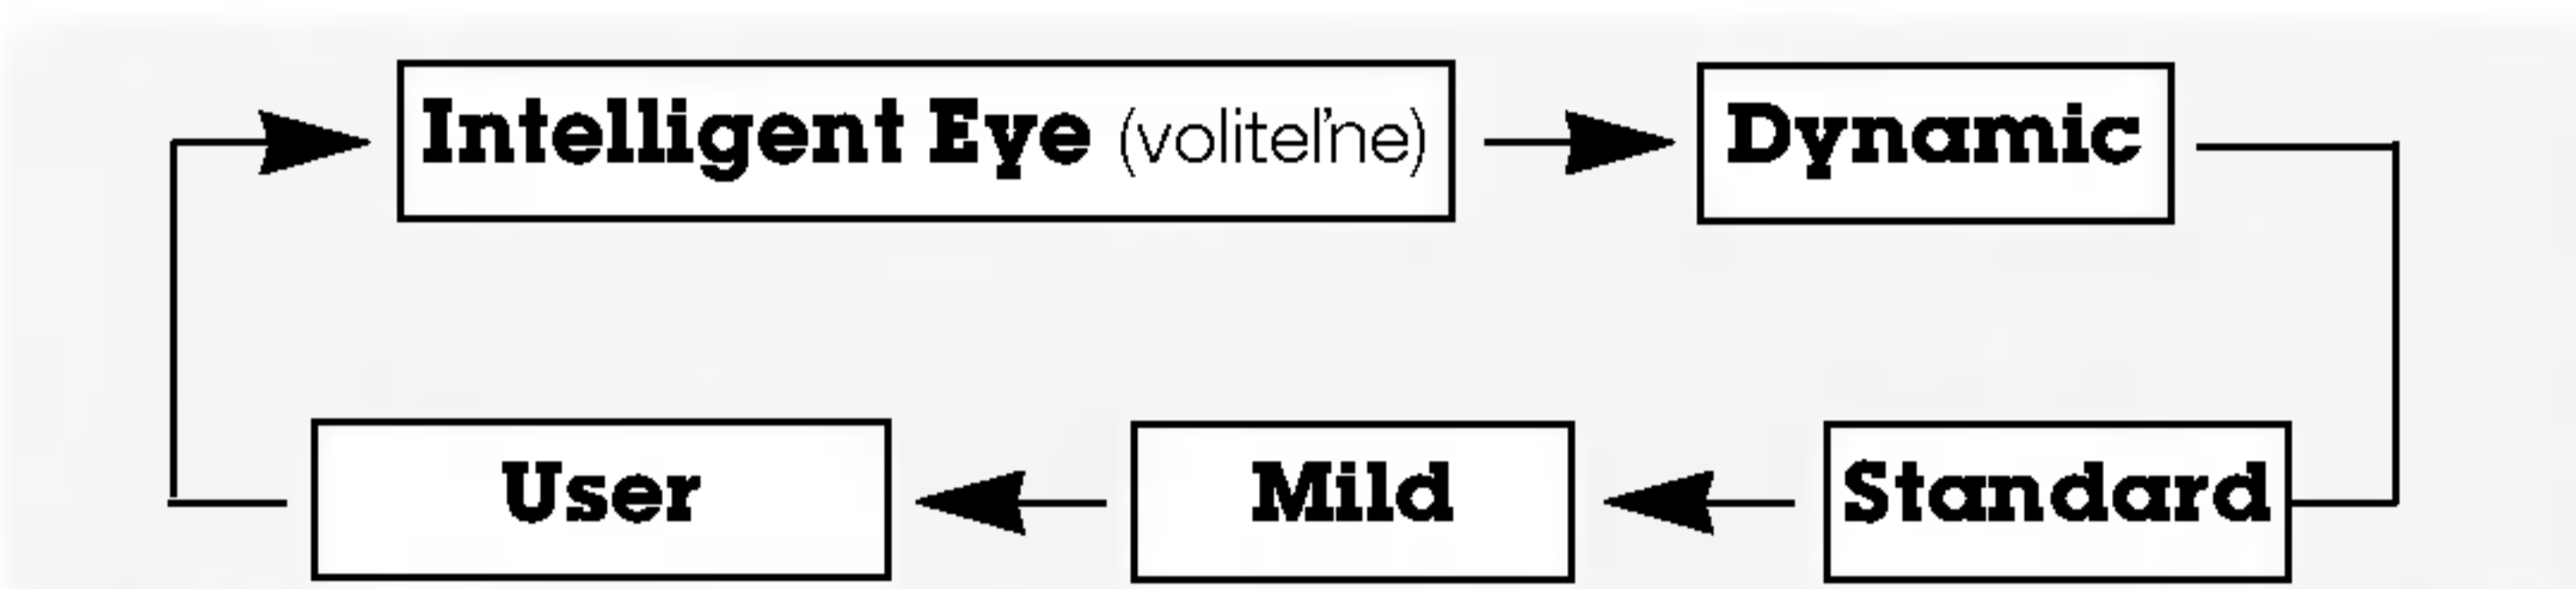 Intelligent Eye (voliteľne) Dynamic
User Mild Standard